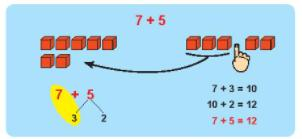 7 + 5
7 + 5
3 2
7 + 3 = 10
10 + 2 = 12
7 + 5 = 12